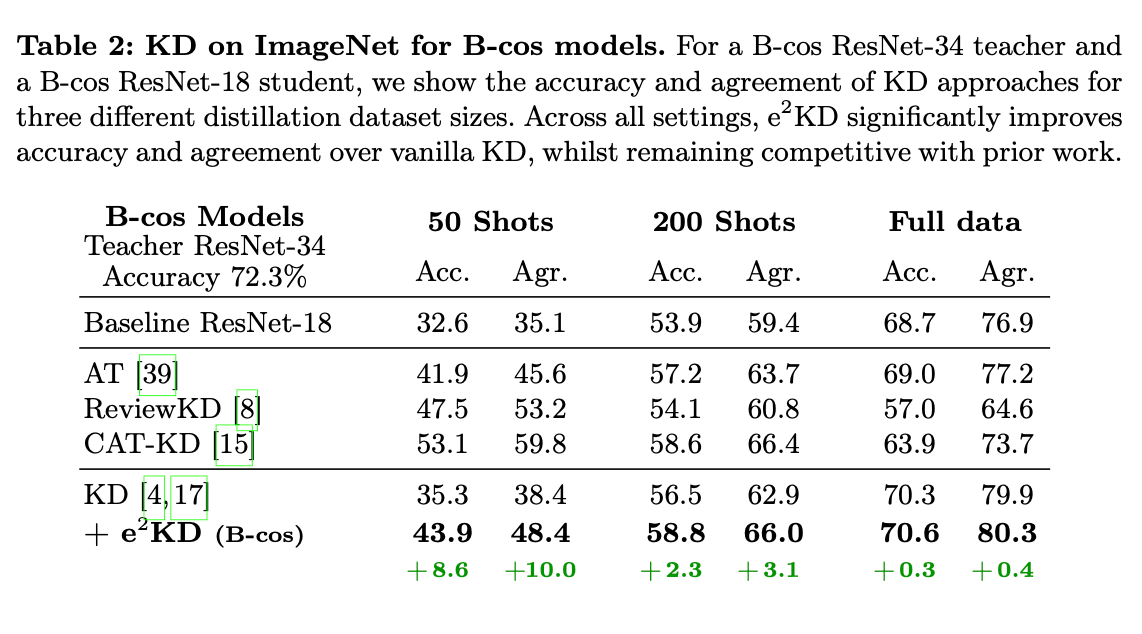 Table 2: KD on ImageNet for B-cos models. For a B-cos ResNet-34 teacher and
a B-cos ResNet-18 student, we show the accuracy and agreement of KD approaches for
three different distillation dataset sizes. Across all settings, e²KD significantly improves
accuracy and agreement over vanilla KD, whilst remaining competitive with prior work.
B-cos Models 50 Shots 200 Shots Full data
Teacher ResNet-34
Accuracy 72.3% Acc. Agr. Acc. Agr. Acc. Agr.
Baseline ResNet-18 32.6 35.1 53.9 59.4 68.7 76.9
AT [39] 41.9 45.6 57.2 63.7 69.0 77.2
ReviewKD [8] 47.5 53.2 54.1 60.8 57.0 64.6
CAT-KD [15] 53.1 59.8 58.6 66.4 63.9 73.7
KD [4,17] 35.3 38.4 56.5 62.9 70.3 79.9
+ e²KD (B-cos) 43.9 48.4 58.8 66.0 70.6 80.3
+8.6 +10.0 +2.3 +3.1 +0.3 +0.4